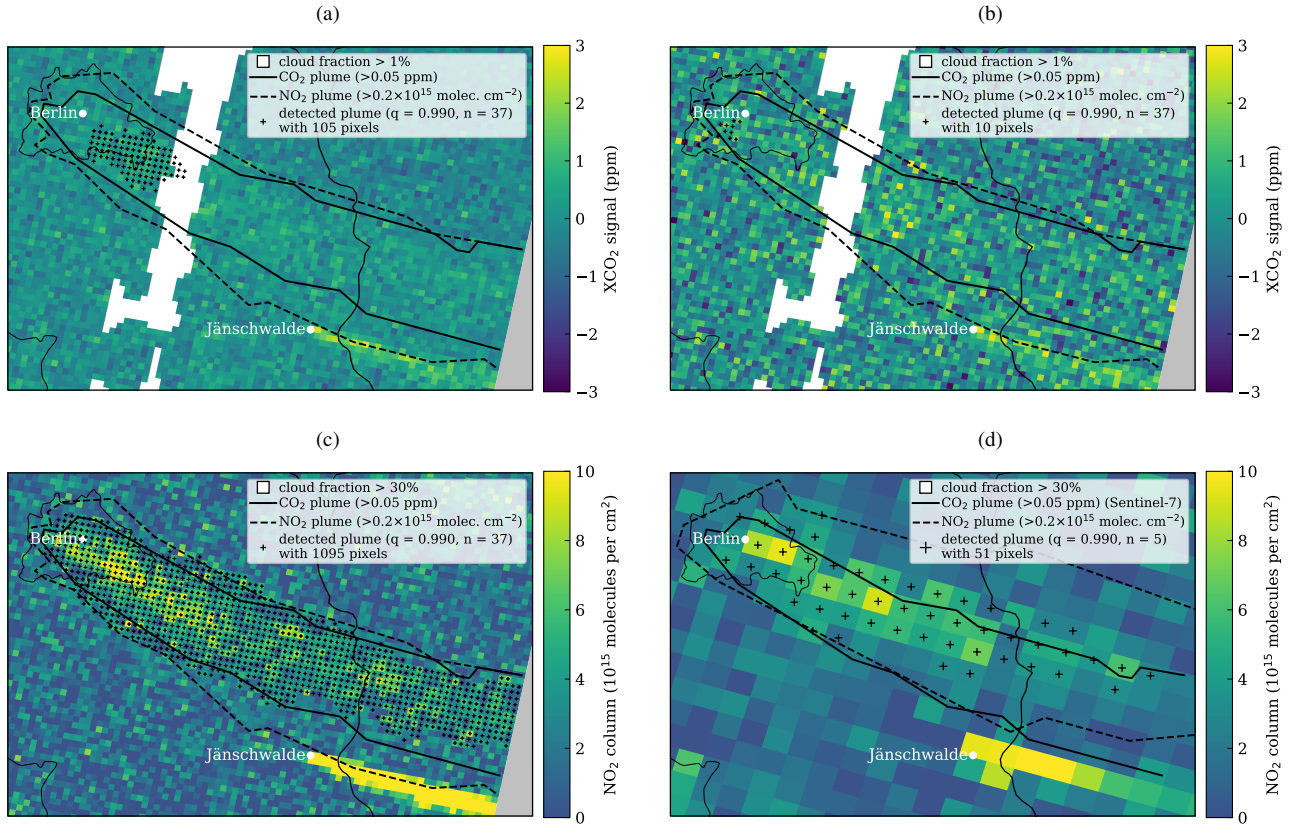 (a)
cloud fraction > 1%
CO₂ plume (>0.05 ppm)
NO₂ plume (>0.2×10¹⁵ molec. cm⁻²)
detected plume (q = 0.990, n = 37)
with 105 pixels
Berlin
Jänschwalde
3
2
1
0
−1
−2
−3
XCO₂ signal (ppm)
(b)
cloud fraction > 1%
CO₂ plume (>0.05 ppm)
NO₂ plume (>0.2×10¹⁵ molec. cm⁻²)
detected plume (q = 0.990, n = 37)
with 10 pixels
Berlin
Jänschwalde
3
2
1
0
−1
−2
−3
XCO₂ signal (ppm)
(c)
cloud fraction > 30%
CO₂ plume (>0.05 ppm)
NO₂ plume (>0.2×10¹⁵ molec. cm⁻²)
detected plume (q = 0.990, n = 37)
with 1095 pixels
Berlin
Jänschwalde
10
8
6
4
2
0
NO₂ column (10¹⁵ molecules per cm²)
(d)
cloud fraction > 30%
CO₂ plume (>0.05 ppm) (Sentinel-7)
NO₂ plume (>0.2×10¹⁵ molec. cm⁻²)
detected plume (q = 0.990, n = 5)
with 51 pixels
Berlin
Jänschwalde
10
8
6
4
2
0
NO₂ column (10¹⁵ molecules per cm²)